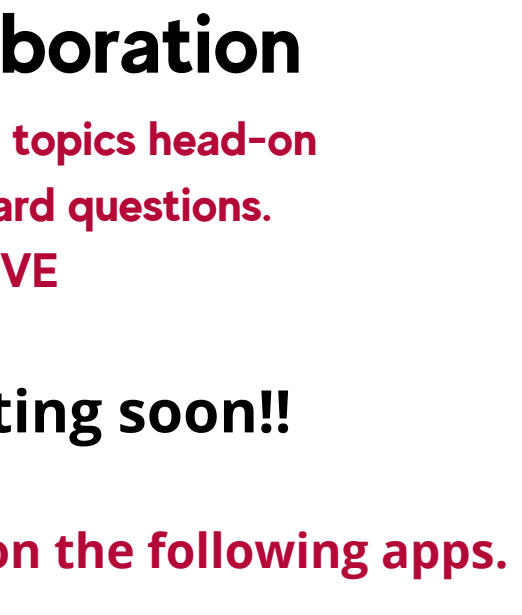 boration
topics head-on
ard questions.
VE
ting soon!!
on the following apps.